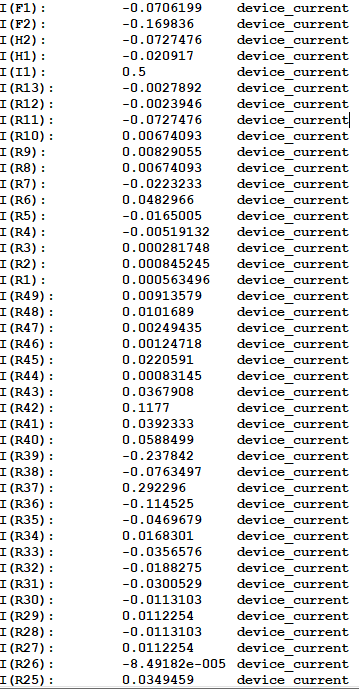 I(F1): -0.0706199 device_current
I(F2): -0.169836 device_current
I(H2): -0.0727476 device_current
I(H1): -0.020917 device_current
I(I1): 0.5 device_current
I(R13): -0.0027892 device_current
I(R12): -0.0023946 device_current
I(R11): -0.0727476 device_current
I(R10): 0.00674093 device_current
I(R9): 0.00829055 device_current
I(R8): 0.00674093 device_current
I(R7): -0.0223233 device_current
I(R6): 0.0482966 device_current
I(R5): -0.0165005 device_current
I(R4): -0.00519132 device_current
I(R3): 0.000281748 device_current
I(R2): 0.000845245 device_current
I(R1): 0.000563496 device_current
I(R49): 0.00913579 device_current
I(R48): 0.0101689 device_current
I(R47): 0.00249435 device_current
I(R46): 0.00124718 device_current
I(R45): 0.0220591 device_current
I(R44): 0.00083145 device_current
I(R43): 0.0367908 device_current
I(R42): 0.1177 device_current
I(R41): 0.0392333 device_current
I(R40): 0.0588499 device_current
I(R39): -0.237842 device_current
I(R38): -0.0763497 device_current
I(R37): 0.292296 device_current
I(R36): -0.114525 device_current
I(R35): -0.0469679 device_current
I(R34): 0.0168301 device_current
I(R33): -0.0356576 device_current
I(R32): -0.0188275 device_current
I(R31): -0.0300529 device_current
I(R30): -0.0113103 device_current
I(R29): 0.0112254 device_current
I(R28): -0.0113103 device_current
I(R27): 0.0112254 device_current
I(R26): -8.49182e-005 device_current
I(R25): 0.0349459 device_current